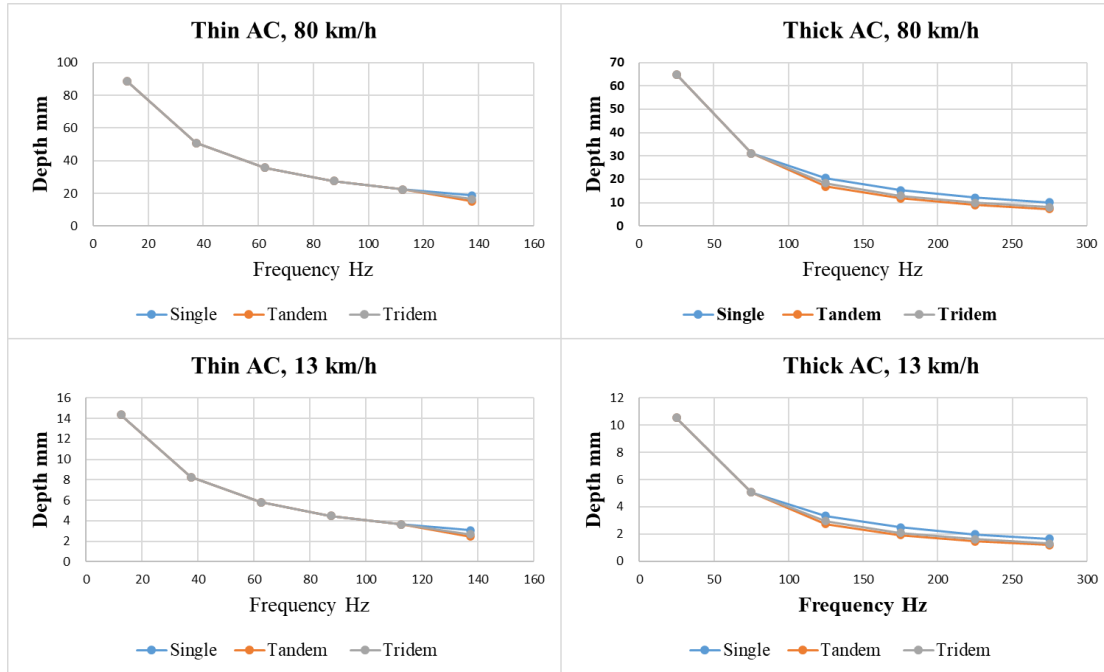 Thin AC, 80 km/h
100
80
60
40
20
0
Depth mm
0 20 40 60 80 100 120 140 160
Frequency Hz
Single Tandem Tridem
Thick AC, 80 km/h
70
60
50
40
30
20
10
0
Depth mm
0 50 100 150 200 250 300
Frequency Hz
Single Tandem Tridem
Thin AC, 13 km/h
16
14
12
10
8
6
4
2
0
Depth mm
0 20 40 60 80 100 120 140 160
Frequency Hz
Single Tandem Tridem
Thick AC, 13 km/h
12
10
8
6
4
2
0
Depth mm
0 50 100 150 200 250 300
Frequency Hz
Single Tandem Tridem